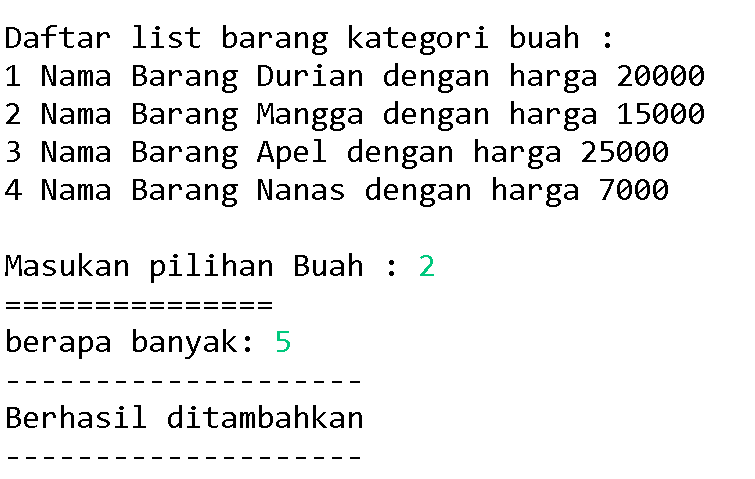 Daftar list barang kategori buah :
1 Nama Barang Durian dengan harga 20000
2 Nama Barang Mangga dengan harga 15000
3 Nama Barang Apel dengan harga 25000
4 Nama Barang Nanas dengan harga 7000
Masukan pilihan Buah : 2
===============
berapa banyak: 5
--------------------
Berhasil ditambahkan
--------------------